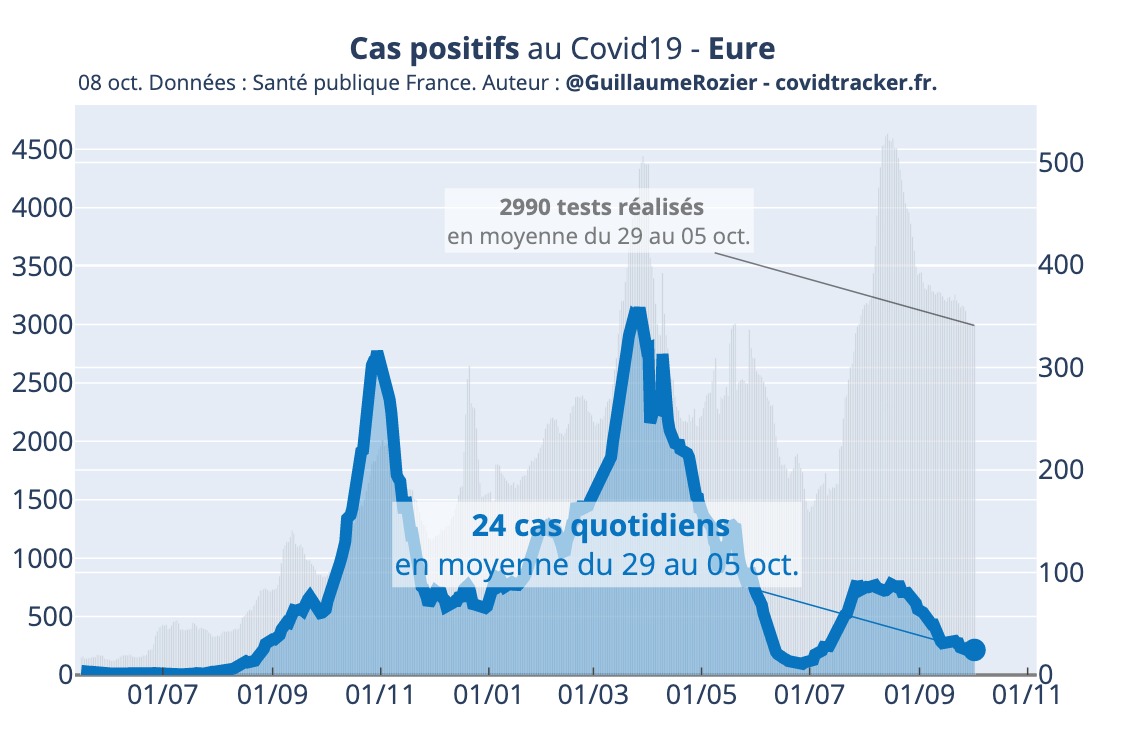 Cas positifs au Covid19 - Eure
08 oct. Données : Santé publique France. Auteur : @GuillaumeRozier - covidtracker.fr.
4500
4000
3500
3000
2500
2000
1500
1000
500
0
500
400
300
200
100
0
2990 tests réalisés
en moyenne du 29 au 05 oct.
24 cas quotidiens
en moyenne du 29 au 05 oct.
01/07 01/09 01/11 01/01 01/03 01/05 01/07 01/09 01/11